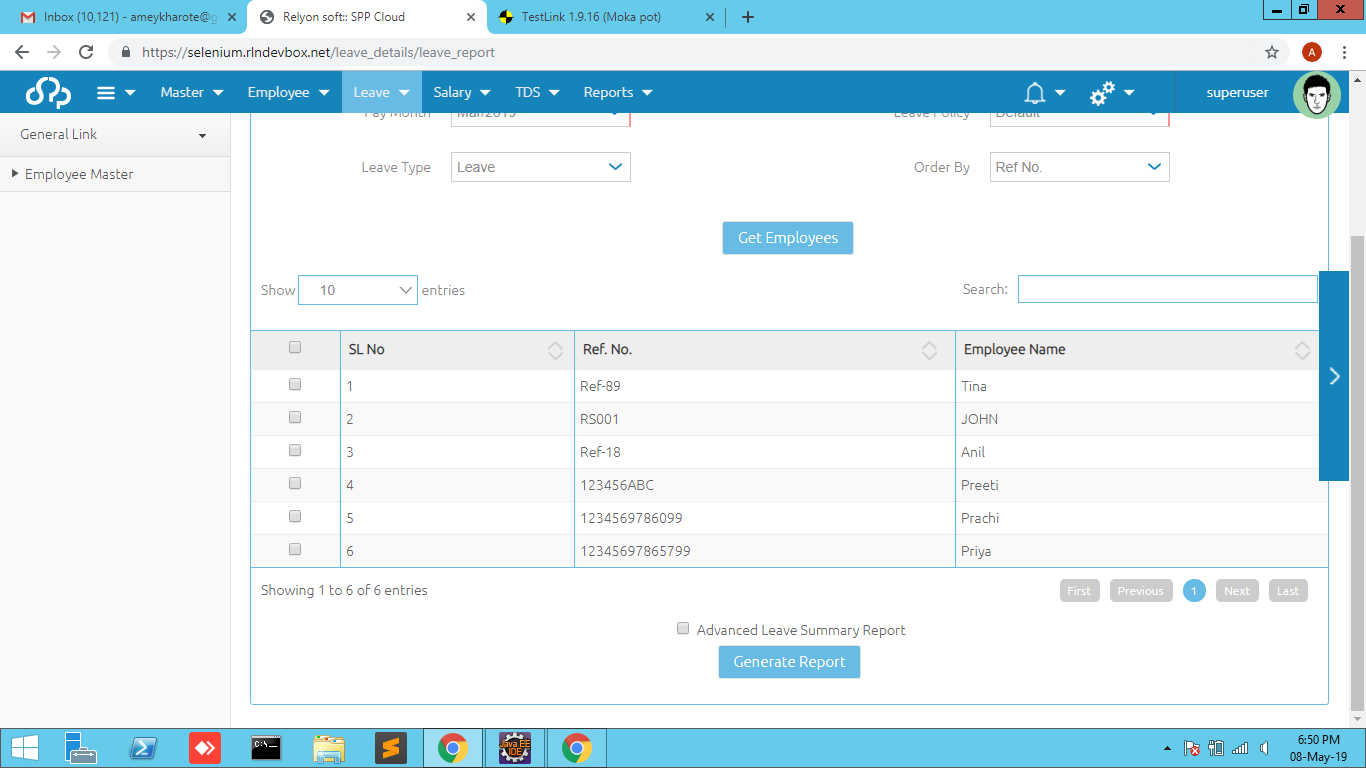 Inbox (10,121) - ameykharote@g
Relyon soft:: SPP Cloud
TestLink 1.9.16 (Moka pot)
https://selenium.rlndevbox.net/leave_details/leave_report
A
Master Employee Leave Salary TDS Reports superuser
General Link
Employee Master
Pay Month Mar/2015 Leave Policy Default
Leave Type Leave Order By Ref No.
Get Employees
Show 10 entries Search:
SL No Ref. No. Employee Name
1 Ref-89 Tina
2 RS001 JOHN
3 Ref-18 Anil
4 123456ABC Preeti
5 1234569786099 Prachi
6 12345697865799 Priya
Showing 1 to 6 of 6 entries First Previous 1 Next Last
Advanced Leave Summary Report
Generate Report
C:\_
Java EE
IDE
6:50 PM
08-May-19